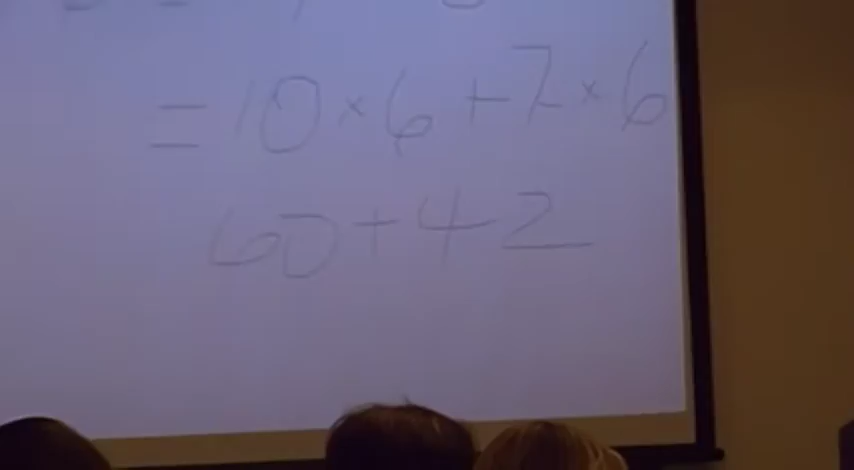 = 10 × 6 + 7 × 6
60 + 42